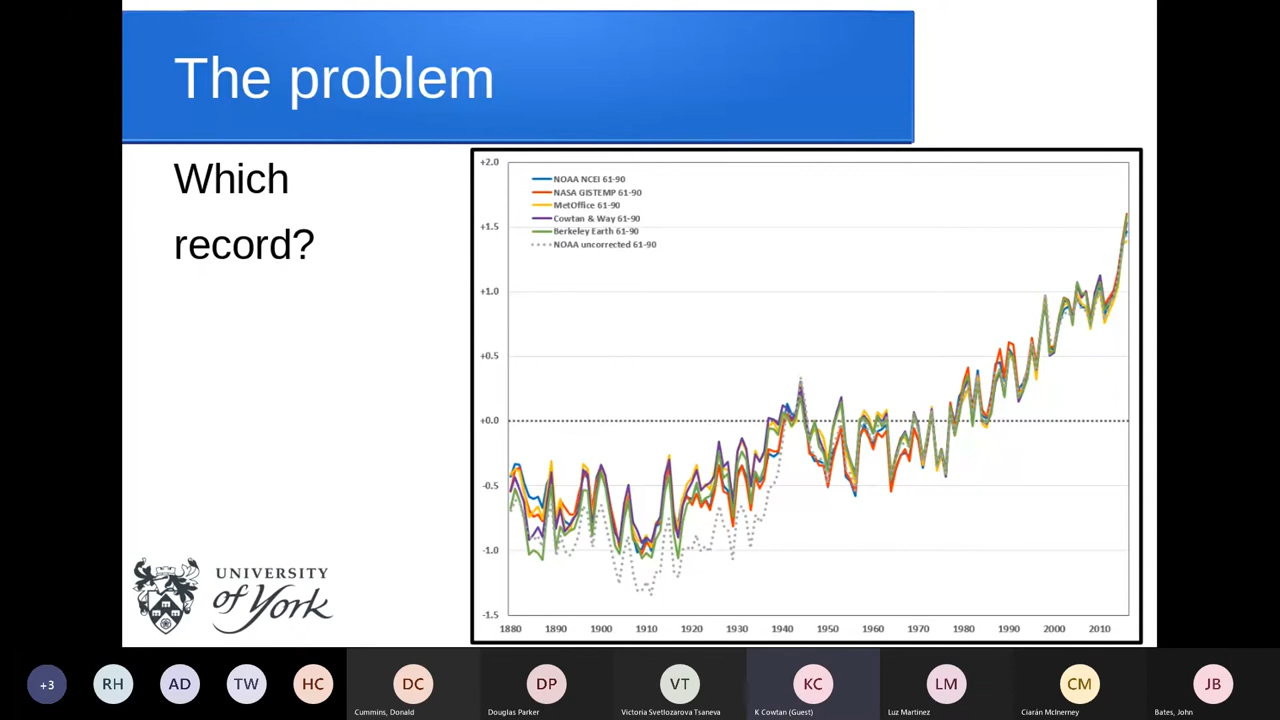 The problem
Which
record?
+2.0
+1.5
+1.0
+0.5
+0.0
-0.5
-1.0
-1.5
NOAA NCEI 61-90
NASA GISTEMP 61-90
MetOffice 61-90
Cowtan & Way 61-90
Berkeley Earth 61-90
NOAA uncorrected 61-90
1880 1890 1900 1910 1920 1930 1940 1950 1960 1970 1980 1990 2000 2010
UNIVERSITY
of York
+3 RH AD TW HC DC DP VT KC LM CM JB
Cummins, Donald Douglas Parker Victoria Svetlozarova Tsaneva K Cowtan (Guest) Luz Martinez Ciarán McInerney Bates, John